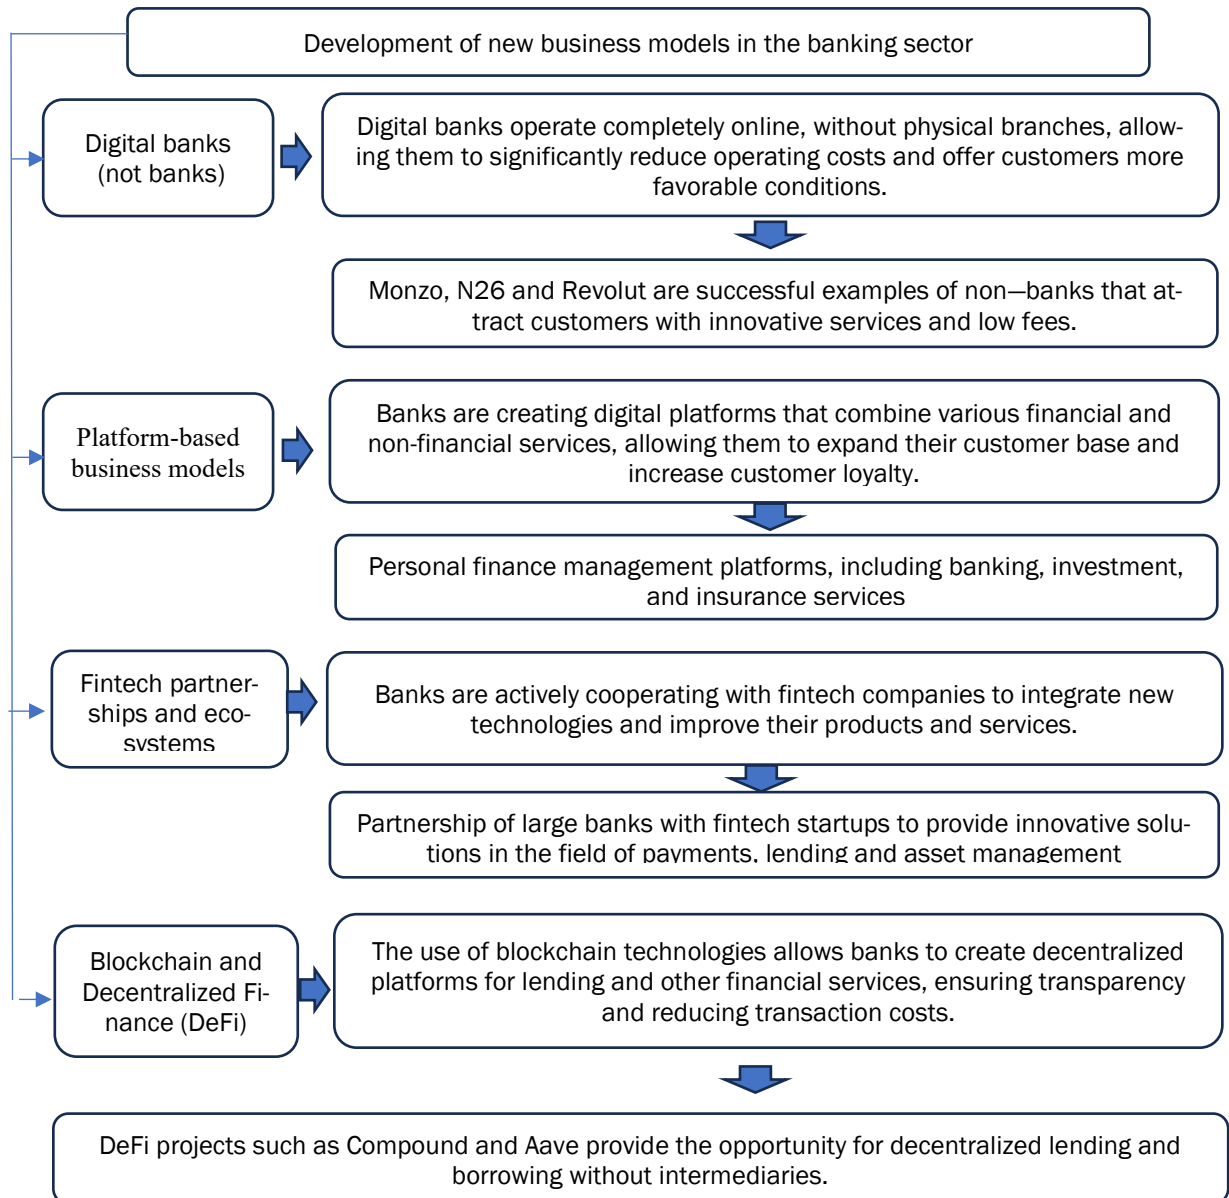 Development of new business models in the banking sector
Digital banks
(not banks)
Digital banks operate completely online, without physical branches, allow-
ing them to significantly reduce operating costs and offer customers more
favorable conditions.
Monzo, N26 and Revolut are successful examples of non—banks that at-
tract customers with innovative services and low fees.
Platform-based
business models
Banks are creating digital platforms that combine various financial and
non-financial services, allowing them to expand their customer base and
increase customer loyalty.
Personal finance management platforms, including banking, investment,
and insurance services
Fintech partner-
ships and eco-
systems
Banks are actively cooperating with fintech companies to integrate new
technologies and improve their products and services.
Partnership of large banks with fintech startups to provide innovative solu-
tions in the field of payments, lending and asset management
Blockchain and
Decentralized Fi-
nance (DeFi)
The use of blockchain technologies allows banks to create decentralized
platforms for lending and other financial services, ensuring transparency
and reducing transaction costs.
DeFi projects such as Compound and Aave provide the opportunity for decentralized lending and
borrowing without intermediaries.